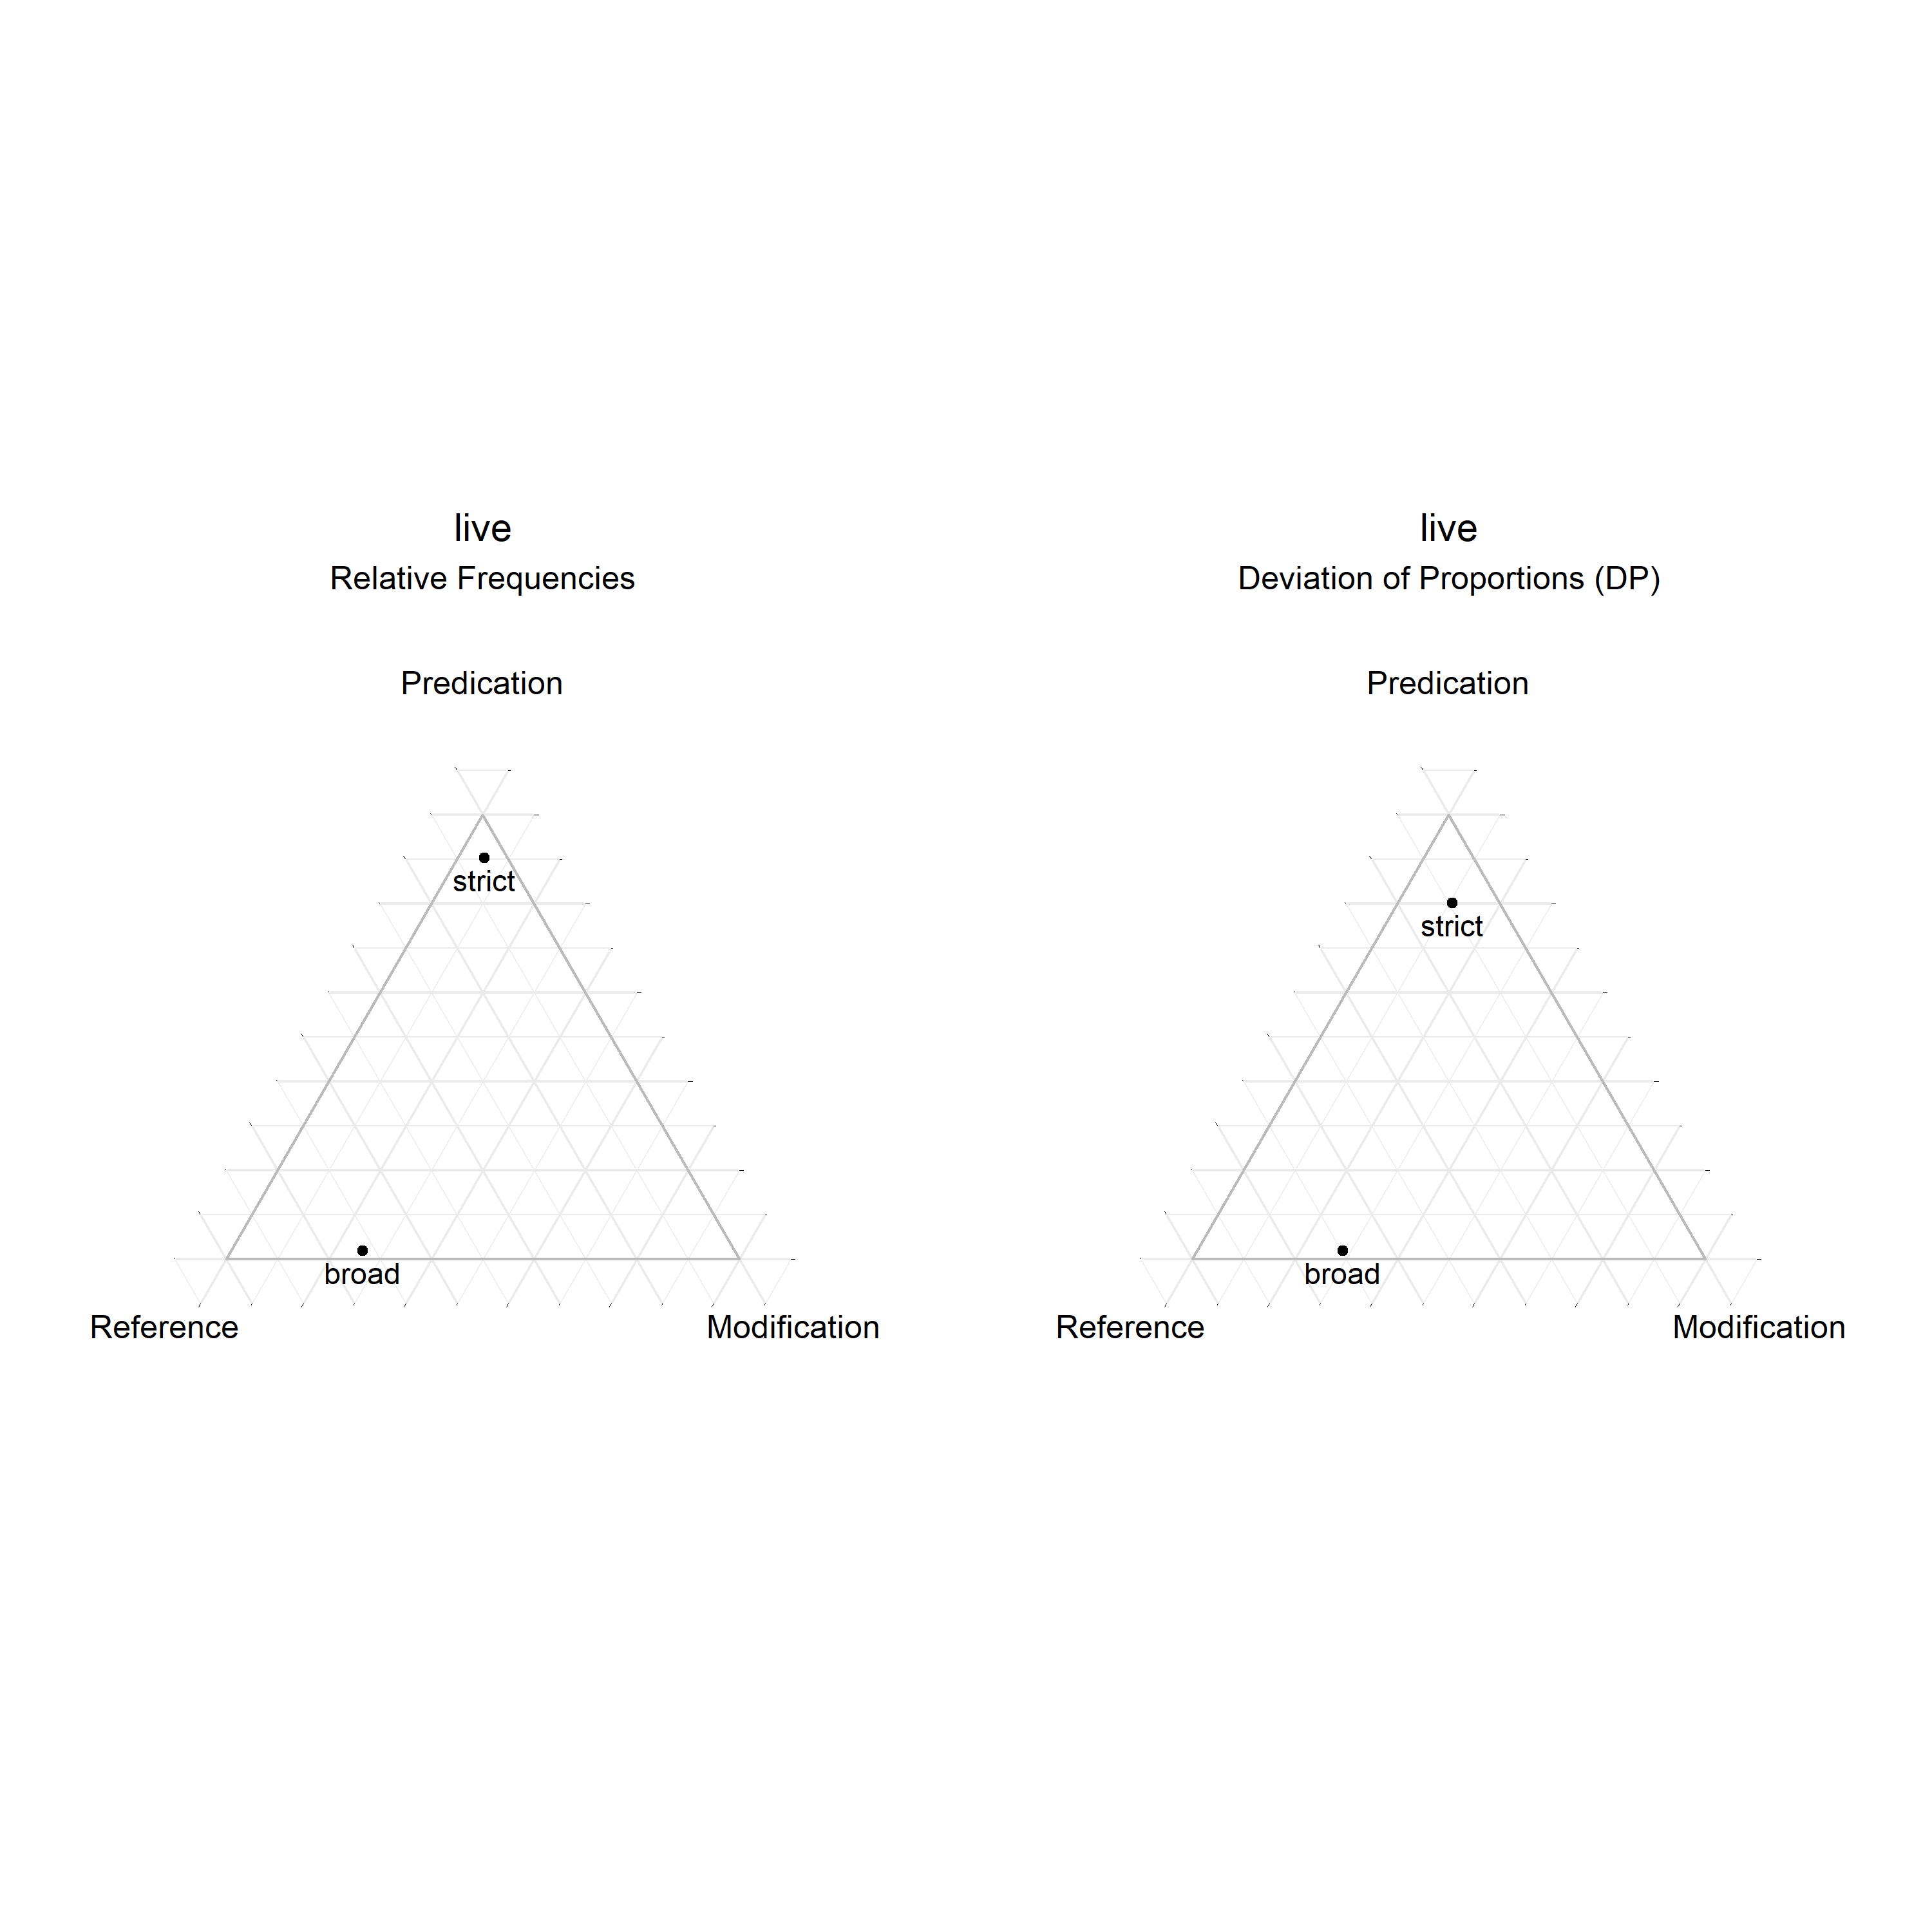 live
Relative Frequencies
Predication
strict
broad
Reference
Modification
live
Deviation of Proportions (DP)
Predication
strict
broad
Reference
Modification